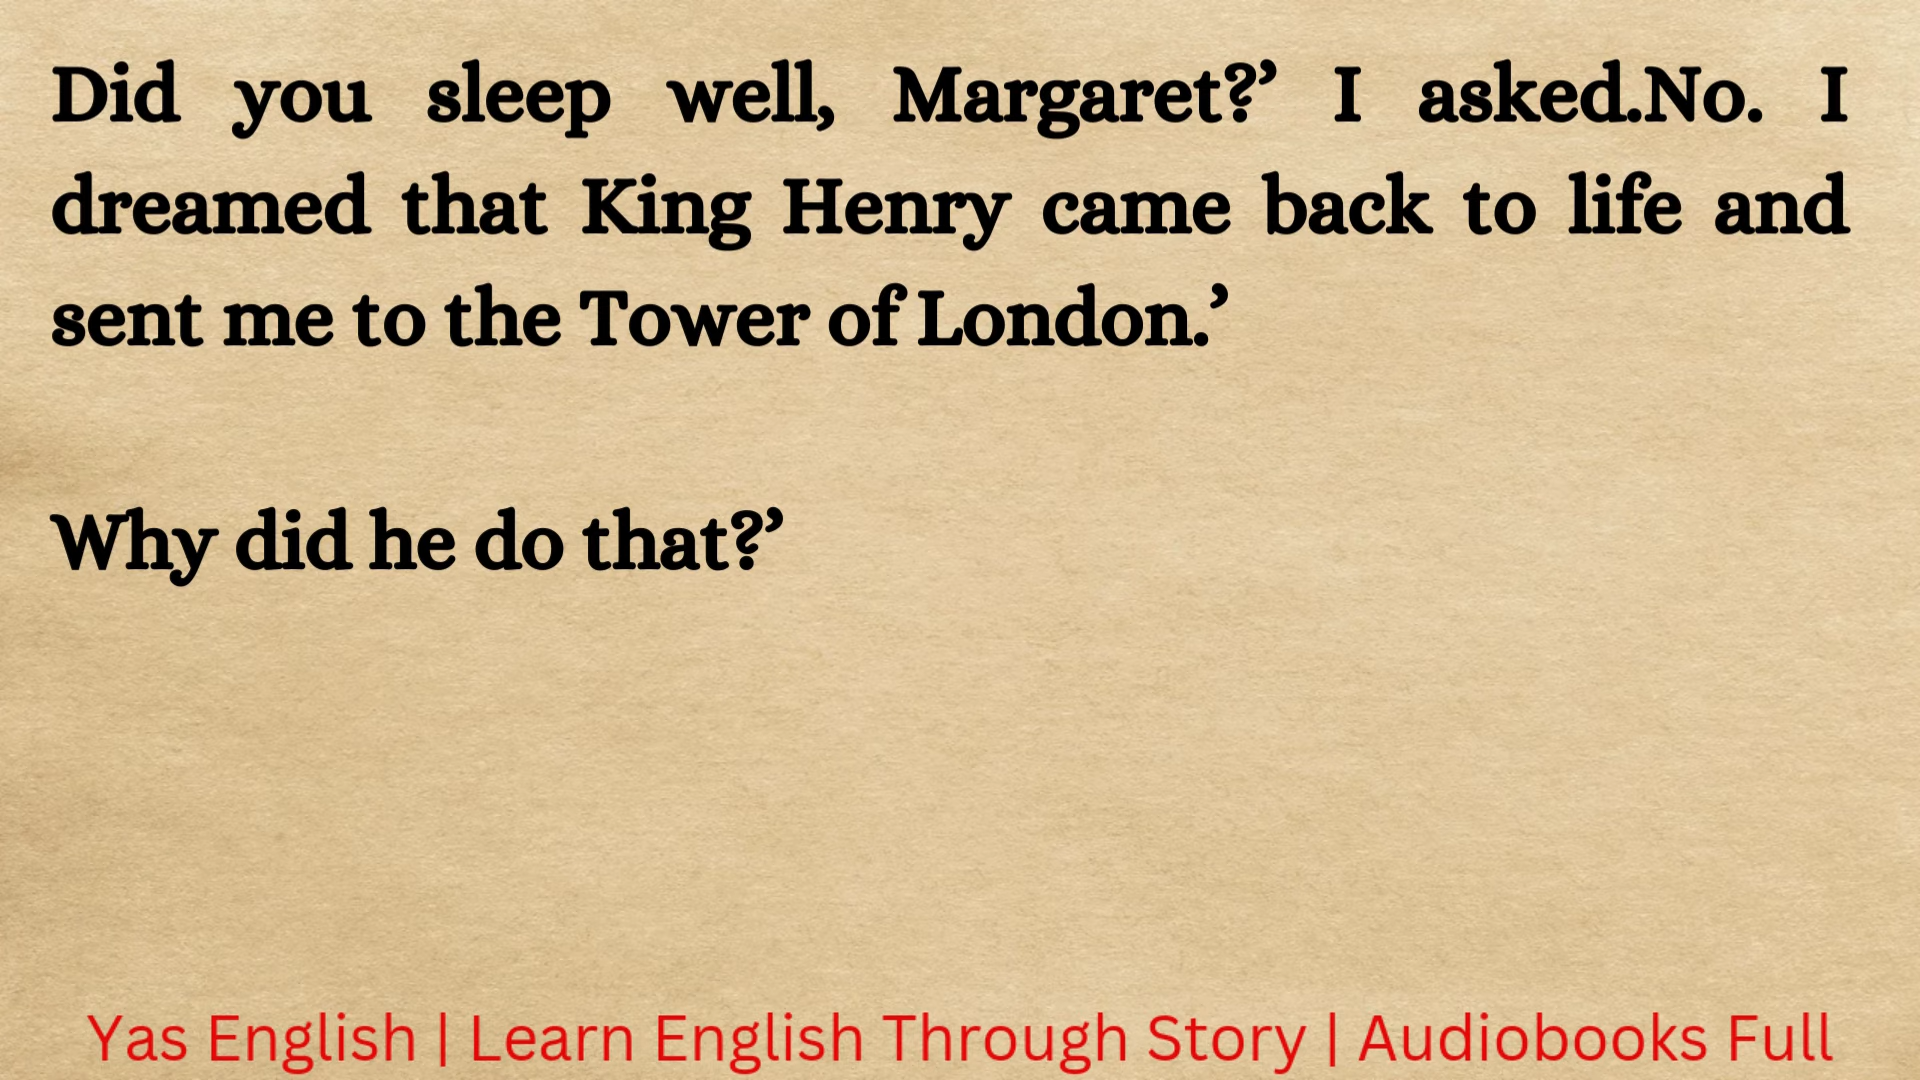 Did you sleep well, Margaret?’ I asked.No. I
dreamed that King Henry came back to life and
sent me to the Tower of London.’
Why did he do that?’
Yas English | Learn English Through Story | Audiobooks Full